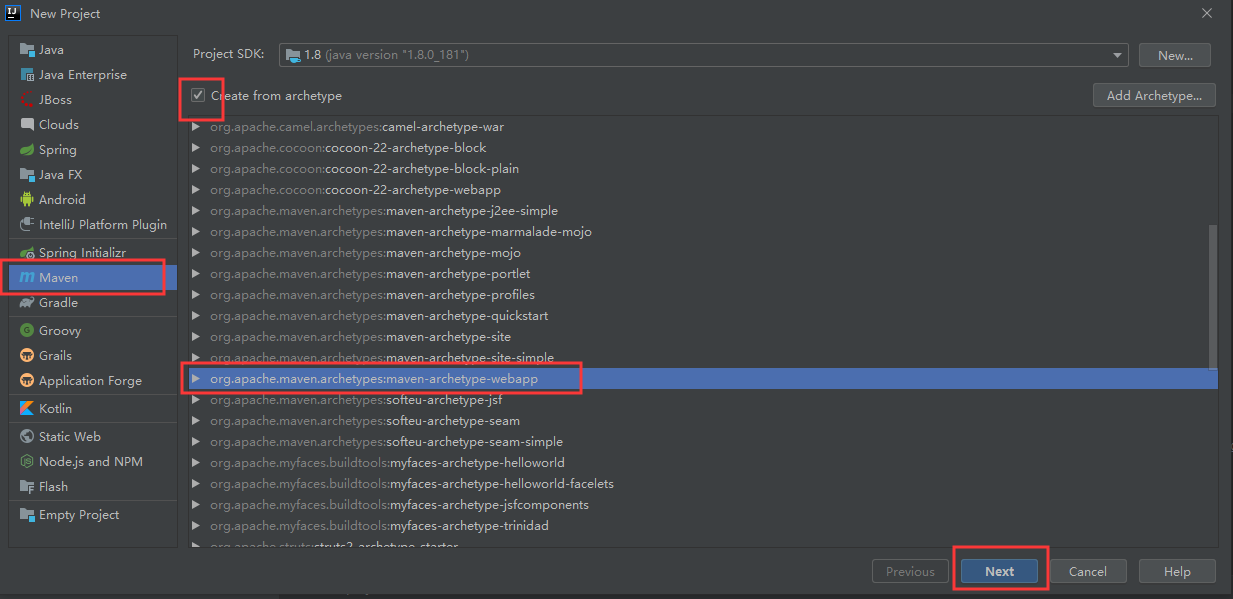 New Project
Java
Java Enterprise
JBoss
Clouds
Spring
Java FX
Android
IntelliJ Platform Plugin
Spring Initializr
Maven
Gradle
Groovy
Grails
Application Forge
Kotlin
Static Web
Node.js and NPM
Flash
Empty Project
Project SDK: 1.8 (java version "1.8.0_181") New...
Create from archetype Add Archetype...
org.apache.camel.archetypes:camel-archetype-war
org.apache.cocoon:cocoon-22-archetype-block
org.apache.cocoon:cocoon-22-archetype-block-plain
org.apache.cocoon:cocoon-22-archetype-webapp
org.apache.maven.archetypes:maven-archetype-j2ee-simple
org.apache.maven.archetypes:maven-archetype-marmalade-mojo
org.apache.maven.archetypes:maven-archetype-mojo
org.apache.maven.archetypes:maven-archetype-portlet
org.apache.maven.archetypes:maven-archetype-profiles
org.apache.maven.archetypes:maven-archetype-quickstart
org.apache.maven.archetypes:maven-archetype-site
org.apache.maven.archetypes:maven-archetype-site-simple
org.apache.maven.archetypes:maven-archetype-webapp
org.apache.maven.archetypes:softeu-archetype-jsf
org.apache.maven.archetypes:softeu-archetype-seam
org.apache.maven.archetypes:softeu-archetype-seam-simple
org.apache.myfaces.buildtools:myfaces-archetype-helloworld
org.apache.myfaces.buildtools:myfaces-archetype-helloworld-facelets
org.apache.myfaces.buildtools:myfaces-archetype-jsfcomponents
org.apache.myfaces.buildtools:myfaces-archetype-trinidad
org.apache.struts:struts2-archetype-starter
Previous Next Cancel Help